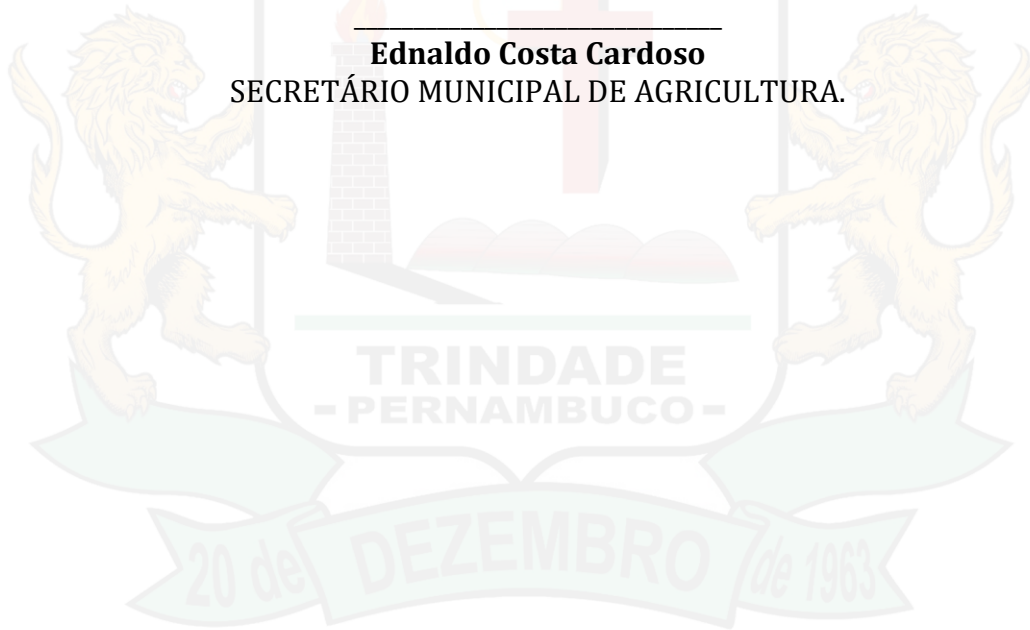 Ednaldo Costa Cardoso
SECRETÁRIO MUNICIPAL DE AGRICULTURA.
TRINDADE
- PERNAMBUCO -
20 de DEZEMBRO de 1963